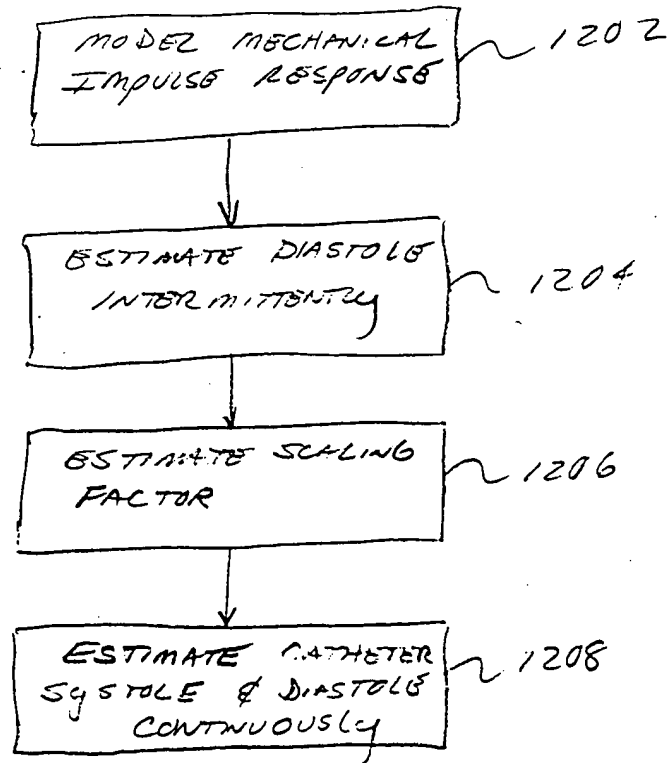 MODEL MECHANICAL
IMPULSE RESPONSE
1202
ESTIMATE DIASTOLE
INTERMITTENTLY
1204
ESTIMATE SCALING
FACTOR
1206
ESTIMATE CATHETER
SYSTOLE & DIASTOLE
CONTINUOUSLY
1208